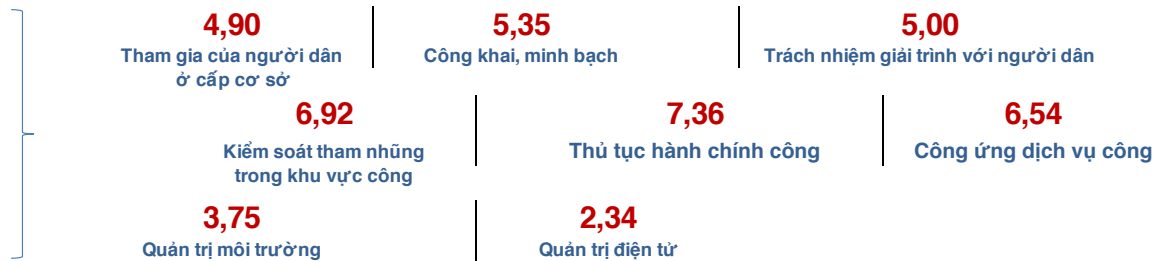 4,90 5,35 5,00
Tham gia của người dân Công khai, minh bạch Trách nhiệm giải trình với người dân
ở cấp cơ sở
6,92 7,36 6,54
Kiểm soát tham nhũng Thủ tục hành chính công Công ứng dịch vụ công
trong khu vực công
3,75 2,34
Quản trị môi trường Quản trị điện tử